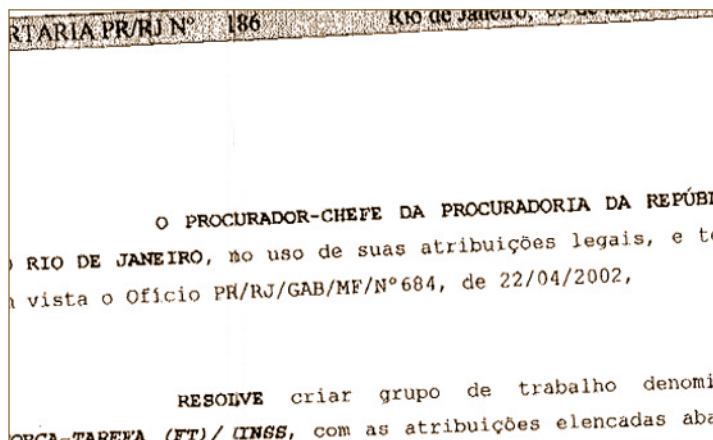 RTARIA PR/RJ Nº 186 Rio de Janeiro,
O PROCURADOR-CHEFE DA PROCURADORIA DA REPÚBLI
RIO DE JANEIRO, no uso de suas atribuições legais, e te
vista o Ofício PR/RJ/GAB/MF/Nº684, de 22/04/2002,
RESOLVE criar grupo de trabalho denomi
ORÇA-TAREFA (FT)/ INSS, com as atribuições elencadas aba